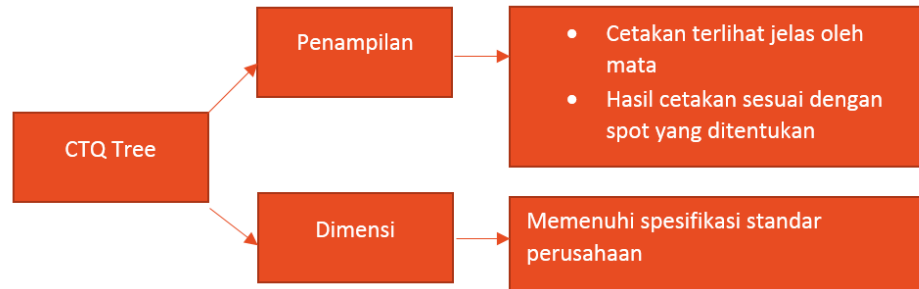 Penampilan
• Cetakan terlihat jelas oleh
mata
• Hasil cetakan sesuai dengan
spot yang ditentukan
CTQ Tree
Dimensi
Memenuhi spesifikasi standar
perusahaan